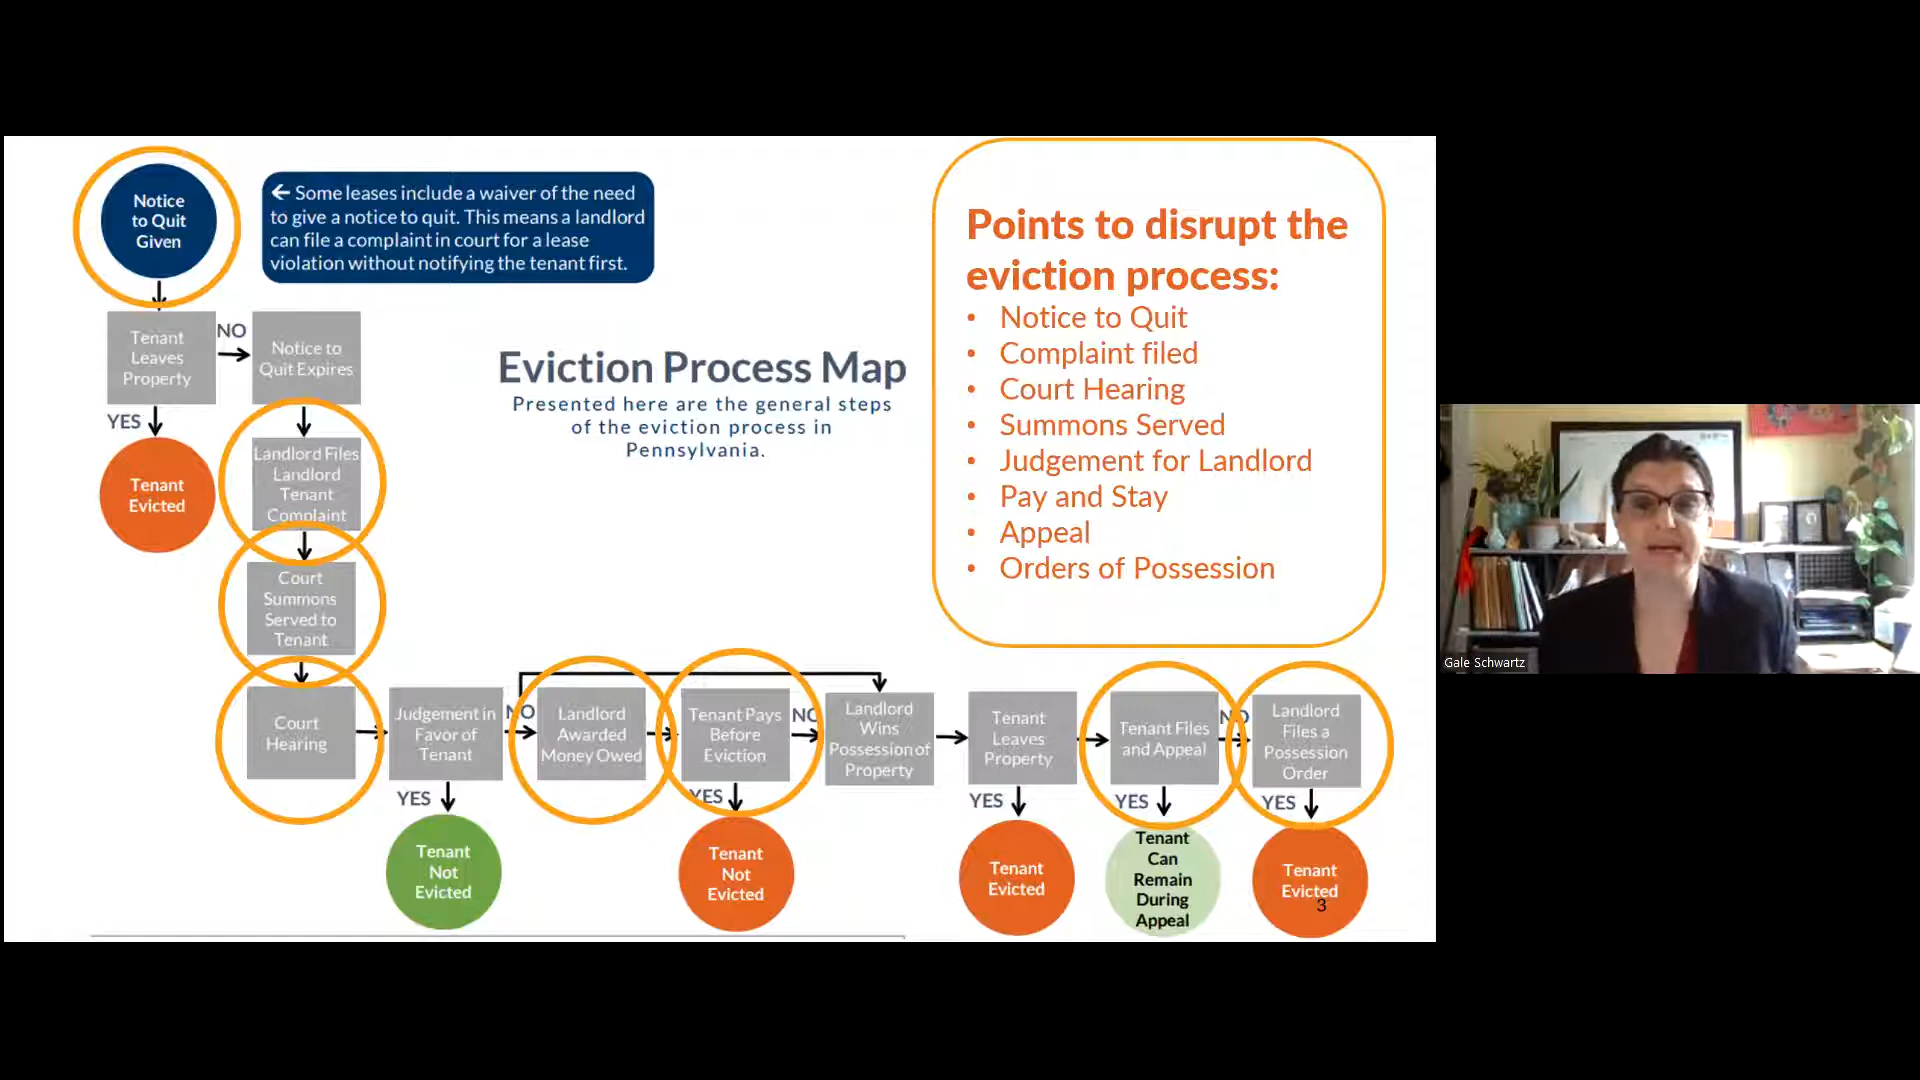 Notice
to Quit
Given
← Some leases include a waiver of the need
to give a notice to quit. This means a landlord
can file a complaint in court for a lease
violation without notifying the tenant first.
Points to disrupt the
eviction process:
• Notice to Quit
• Complaint filed
• Court Hearing
• Summons Served
• Judgement for Landlord
• Pay and Stay
• Appeal
• Orders of Possession
Tenant
Leaves
Property
NO
Notice to
Quit Expires
Eviction Process Map
Presented here are the general steps
of the eviction process in
Pennsylvania.
YES
Tenant
Evicted
Landlord Files
Landlord
Tenant
Complaint
Court
Summons
Served to
Tenant
Court
Hearing
Judgement in
Favor of
Tenant
NO
Landlord
Awarded
Money Owed
Tenant Pays
Before
Eviction
NO
Landlord
Wins
Possession of
Property
Tenant
Leaves
Property
Tenant Files
and Appeal
NO
Landlord
Files a
Possession
Order
YES
YES
YES
YES
YES
Tenant
Not
Evicted
Tenant
Not
Evicted
Tenant
Evicted
Tenant
Can
Remain
During
Appeal
Tenant
Evicted
3
Gale Schwartz